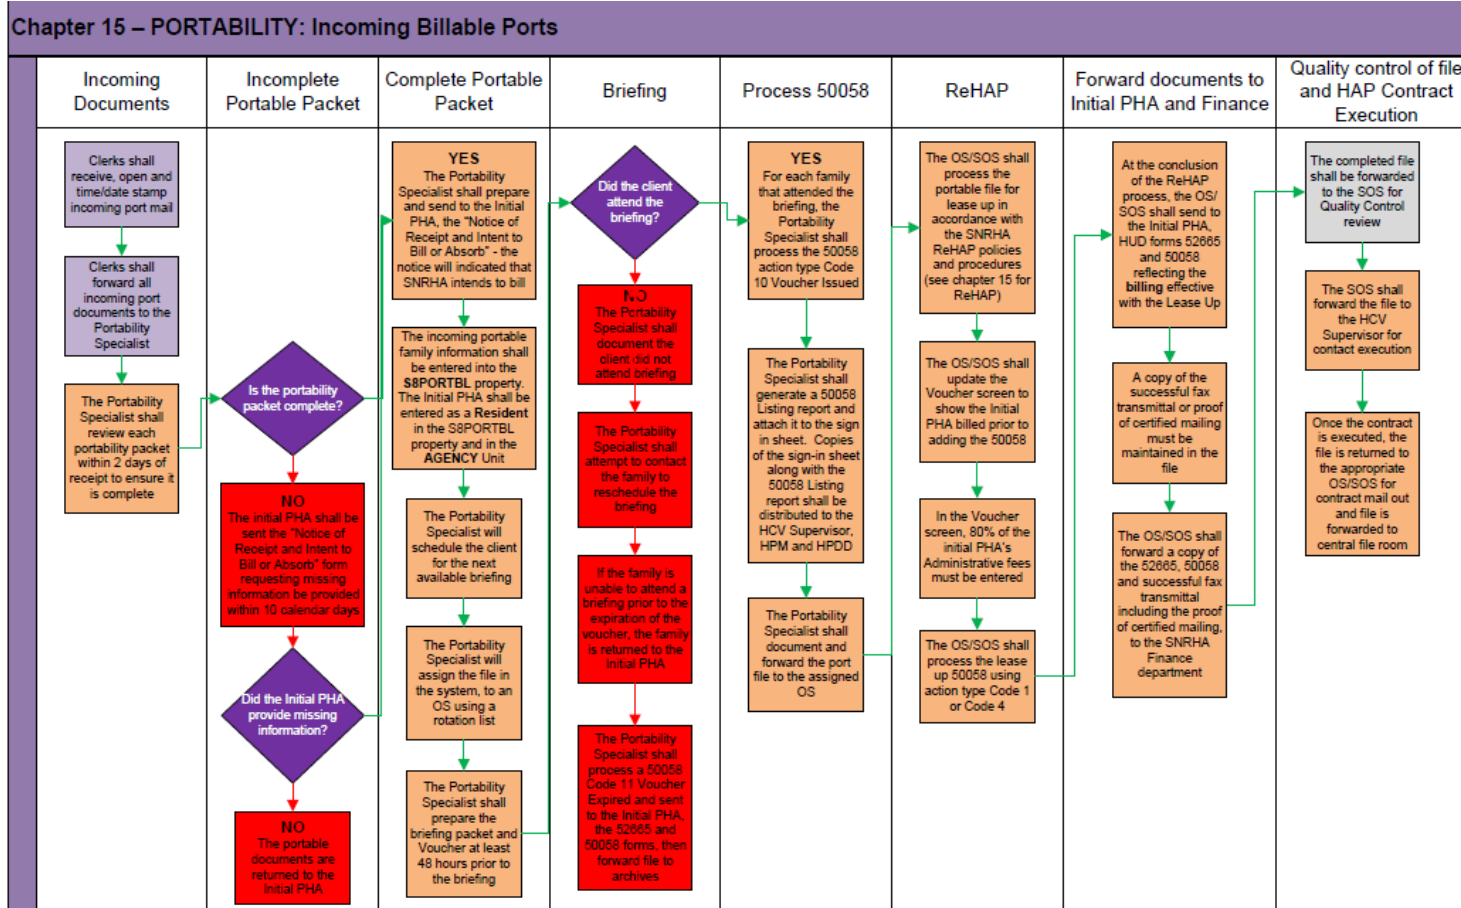 Chapter 15 – PORTABILITY: Incoming Billable Ports
Incoming
Documents
Clerks shall
receive, open and
time/date stamp
incoming port mail
Clerks shall
forward all
incoming port
documents to the
Portability
Specialist
The Portability
Specialist shall
review each
portability packet
within 2 days of
receipt to ensure it
is complete
Incomplete
Portable Packet
Is the portability
packet complete?
NO
The initial PHA shall be
sent the "Notice of
Receipt and Intent to
Bill or Absorb" form
requesting missing
information be provided
within 10 calendar days
Did the Initial PHA
provide missing
information?
NO
The portable
documents are
returned to the
Initial PHA
Complete Portable
Packet
YES
The Portability
Specialist shall prepare
and send to the Initial
PHA, the "Notice of
Receipt and Intent to
Bill or Absorb" - the
notice will indicated that
SNRHA intends to bill
The incoming portable
family information shall
be entered into the
S8PORTBL property.
The Initial PHA shall be
entered as a Resident
in the S8PORTBL
property and in the
AGENCY Unit
The Portability
Specialist will
schedule the client
for the next
available briefing
The Portability
Specialist will
assign the file in
the system, to an
OS using a
rotation list
The Portability
Specialist shall
prepare the
briefing packet and
Voucher at least
48 hours prior to
the briefing
Briefing
Did the client
attend the
briefing?
NO
The Portability
Specialist shall
document the
client did not
attend briefing
The Portability
Specialist shall
attempt to contact
the family to
reschedule the
briefing
If the family is
unable to attend a
briefing prior to the
expiration of the
voucher, the family
is returned to the
Initial PHA
The Portability
Specialist shall
process a 50058
Code 11 Voucher
Expired and sent
to the Initial PHA,
the 52665 and
50058 forms, then
forward file to
archives
Process 50058
YES
For each family
that attended the
briefing, the
Portability
Specialist shall
process the 50058
action type Code
10 Voucher Issued
The Portability
Specialist shall
generate a 50058
Listing report and
attach it to the sign
in sheet. Copies
of the sign-in sheet
along with the
50058 Listing
report shall be
distributed to the
HCV Supervisor,
HPM and HPDD
The Portability
Specialist shall
document and
forward the port
file to the assigned
OS
ReHAP
The OS/SOS shall
process the
portable file for
lease up in
accordance with
the SNRHA
ReHAP policies
and procedures
(see chapter 15 for
ReHAP)
The OS/SOS shall
update the
Voucher screen to
show the Initial
PHA billed prior to
adding the 50058
In the Voucher
screen, 80% of the
initial PHA's
Administrative fees
must be entered
The OS/SOS shall
process the lease
up 50058 using
action type Code 1
or Code 4
Forward documents to
Initial PHA and Finance
At the conclusion
of the ReHAP
process, the OS/
SOS shall send to
the Initial PHA,
HUD forms 52665
and 50058
reflecting the
billing effective
with the Lease Up
A copy of the
successful fax
transmittal or proof
of certified mailing
must be
maintained in the
file
The OS/SOS shall
forward a copy of
the 52665, 50058
and successful fax
transmittal
including the proof
of certified mailing,
to the SNRHA
Finance
department
Quality control of file
and HAP Contract
Execution
The completed file
shall be forwarded
to the SOS for
Quality Control
review
The SOS shall
forward the file to
the HCV
Supervisor for
contact execution
Once the contract
is executed, the
file is returned to
the appropriate
OS/SOS for
contract mail out
and file is
forwarded to
central file room